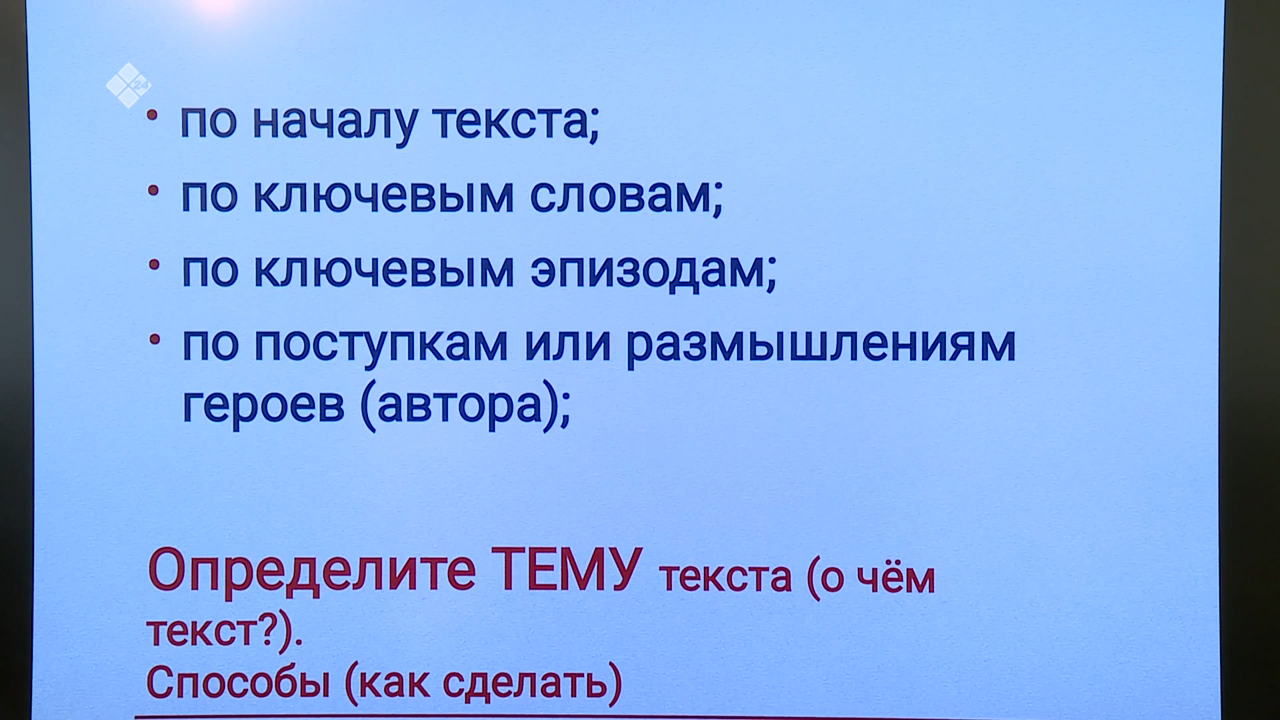 24
по началу текста;
по ключевым словам;
по ключевым эпизодам;
по поступкам или размышлениям
героев (автора);
Определите ТЕМУ текста (о чём
текст?).
Способы (как сделать)